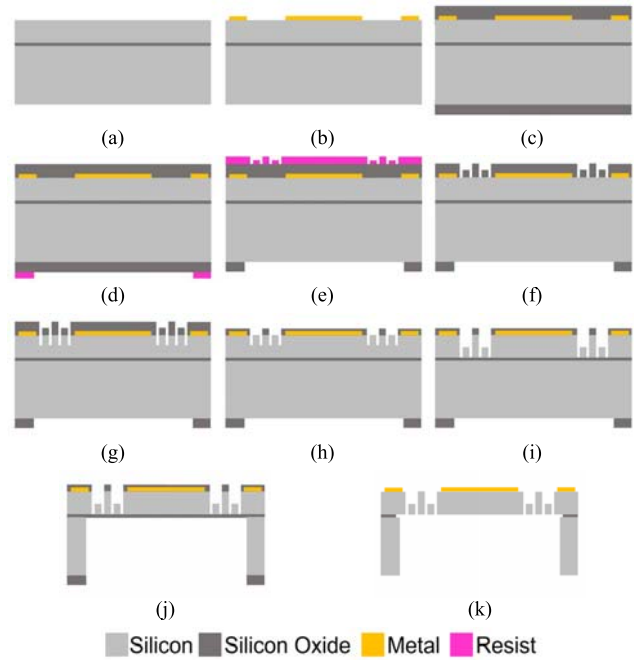 (a)
(b)
(c)
(d)
(e)
(f)
(g)
(h)
(i)
(j)
(k)
Silicon Silicon Oxide Metal Resist